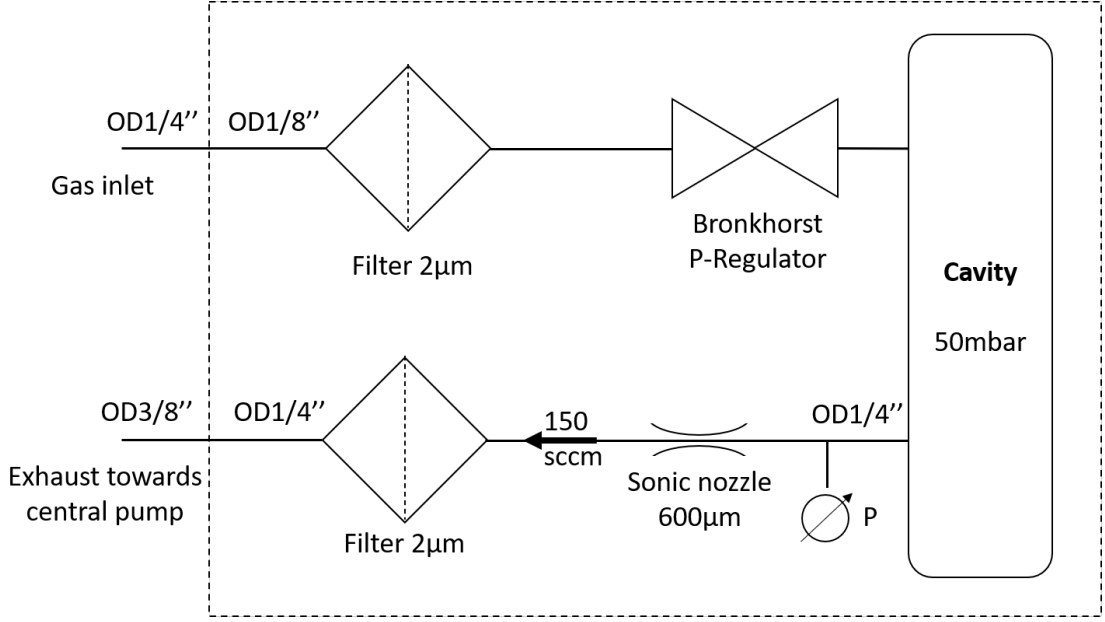 OD1/4’’ OD1/8’’
Gas inlet
Filter 2µm
Bronkhorst
P-Regulator
Cavity
50mbar
OD3/8’’ OD1/4’’
Exhaust towards
central pump
Filter 2µm
150
sccm
Sonic nozzle
600µm
OD1/4’’
P